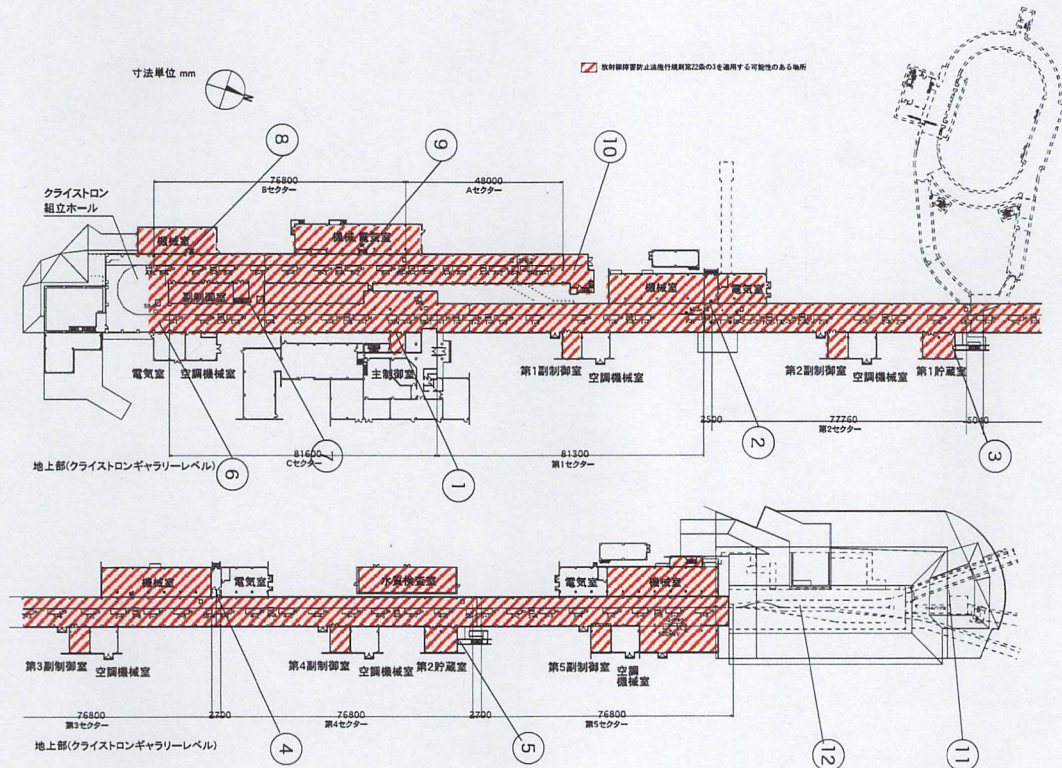 寸法単位 mm
N
放射線障害防止法施行規則第22条の3を適用する可能性のある場所
8
9
10
76800
Bセクター
48000
Aセクター
クライストロン
組立ホール
機械室
機械・電気室
機械室
電気室
副制御室
電気室
空調機械室
主制御室
第1副制御室
空調機械室
第2副制御室
空調機械室
第1貯蔵室
2500
77760
第2セクター
5040
81600
Cセクター
81300
第1セクター
地上部(クライストロンギャラリーレベル)
6
7
1
2
3
機械室
電気室
水質検査室
電気室
機械室
第3副制御室
空調機械室
第4副制御室
空調機械室
第2貯蔵室
第5副制御室
空調
機械室
76800
第3セクター
2700
76800
第4セクター
2700
76800
第5セクター
地上部(クライストロンギャラリーレベル)
4
5
12
11